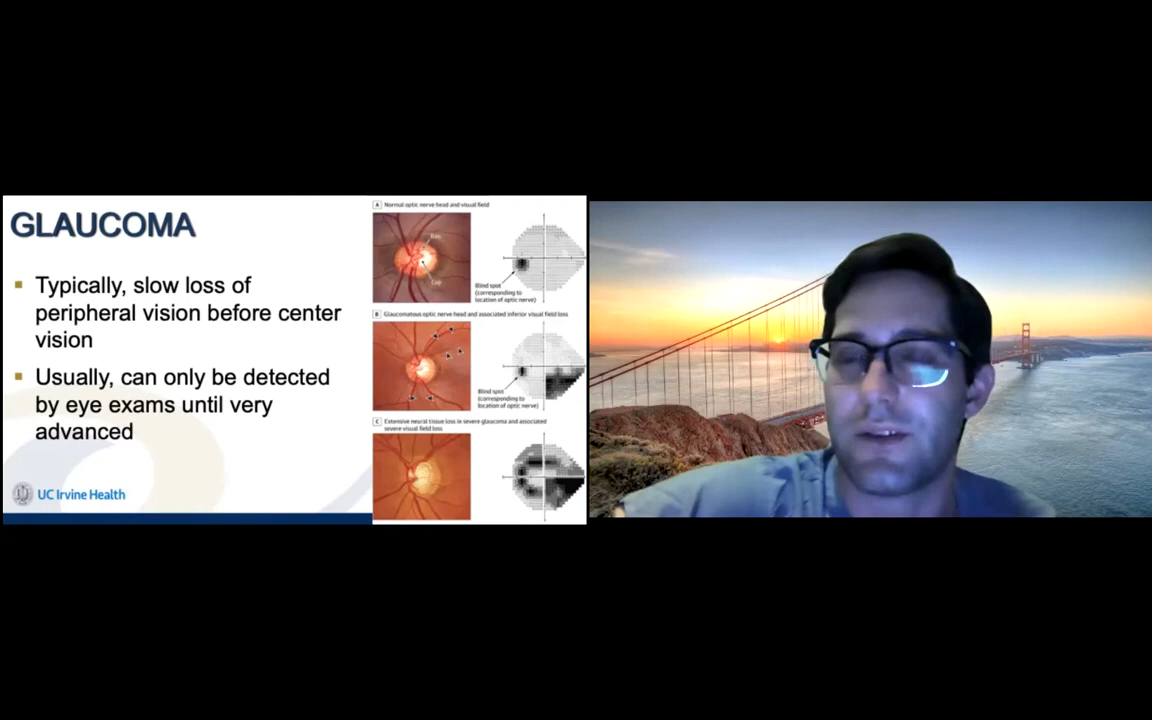 GLAUCOMA
Typically, slow loss of
peripheral vision before center
vision
Usually, can only be detected
by eye exams until very
advanced
UC Irvine Health
A Normal optic nerve head and visual field
Rim
Cup
Blind spot
(corresponding to
location of optic nerve)
B Glaucomatous optic nerve head and associated inferior visual field loss
Blind spot
(corresponding to
location of optic nerve)
C Extensive neural tissue loss in severe glaucoma and associated
severe visual field loss